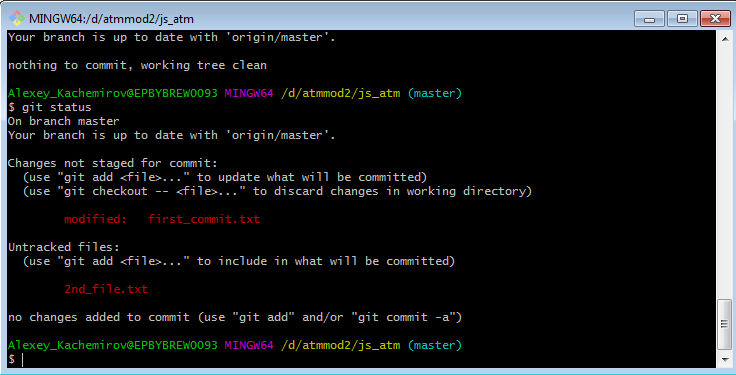 MINGW64:/d/atmmod2/js_atm
Your branch is up to date with 'origin/master'.
nothing to commit, working tree clean
Alexey_Kachemirov@EPBYBREW0093 MINGW64 /d/atmmod2/js_atm (master)
$ git status
On branch master
Your branch is up to date with 'origin/master'.
Changes not staged for commit:
(use "git add <file>..." to update what will be committed)
(use "git checkout -- <file>..." to discard changes in working directory)
modified: first_commit.txt
Untracked files:
(use "git add <file>..." to include in what will be committed)
2nd_file.txt
no changes added to commit (use "git add" and/or "git commit -a")
Alexey_Kachemirov@EPBYBREW0093 MINGW64 /d/atmmod2/js_atm (master)
$